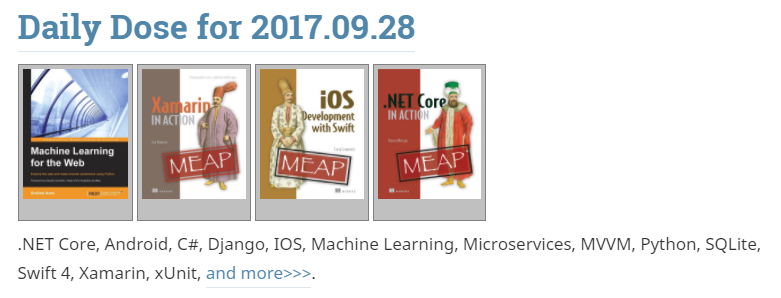 Daily Dose for 2017.09.28
Machine Learning
for the Web
Xamarin
IN ACTION
MEAP
iOS
Development
with Swift
MEAP
.NET Core
IN ACTION
MEAP
.NET Core, Android, C#, Django, IOS, Machine Learning, Microservices, MVVM, Python, SQLite,
Swift 4, Xamarin, xUnit, and more>>>.